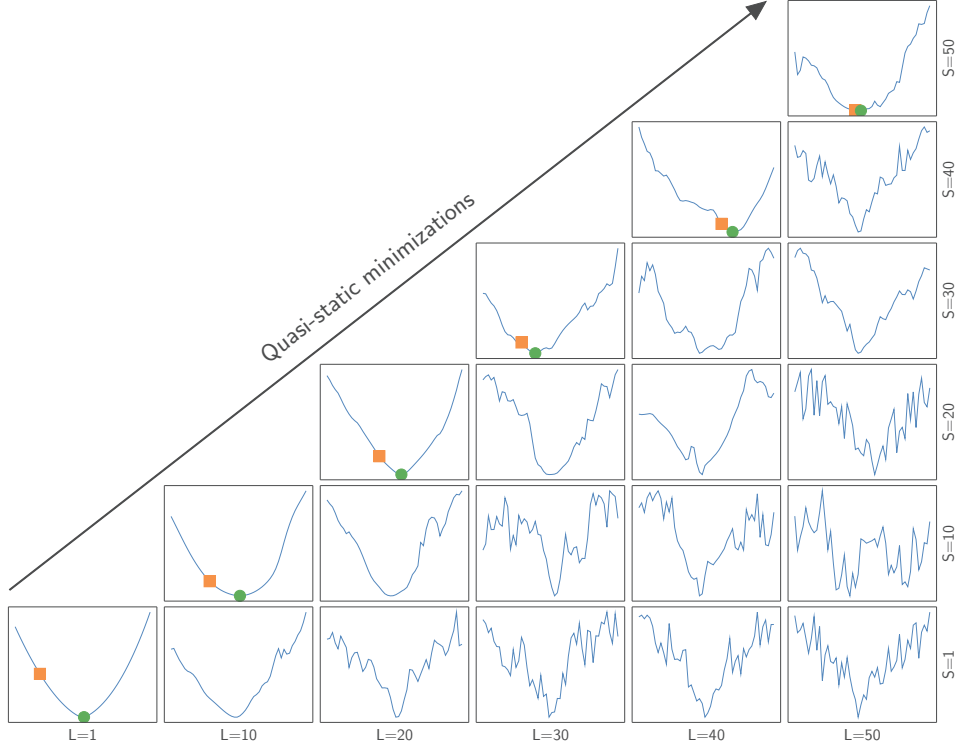 S=50
S=40
Quasi-static minimizations
S=30
S=20
S=10
S=1
L=1
L=10
L=20
L=30
L=40
L=50